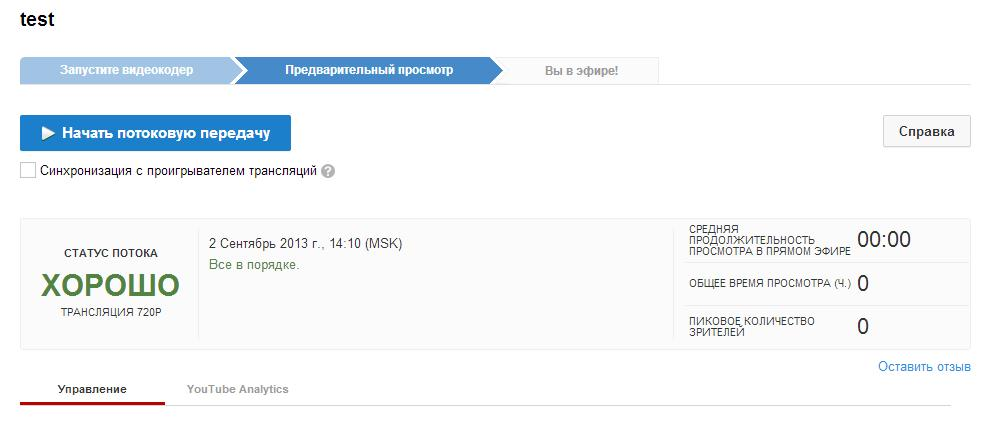 test
Запустите видеокодер
Предварительный просмотр
Вы в эфире!
Начать потоковую передачу
Справка
Синхронизация с проигрывателем трансляций ?
СТАТУС ПОТОКА
ХОРОШО
ТРАНСЛЯЦИЯ 720P
2 Сентябрь 2013 г., 14:10 (MSK)
Все в порядке.
СРЕДНЯЯ
ПРОДОЛЖИТЕЛЬНОСТЬ
ПРОСМОТРА В ПРЯМОМ ЭФИРЕ
00:00
ОБЩЕЕ ВРЕМЯ ПРОСМОТРА (Ч.)
0
ПИКОВОЕ КОЛИЧЕСТВО
ЗРИТЕЛЕЙ
0
Оставить отзыв
Управление
YouTube Analytics